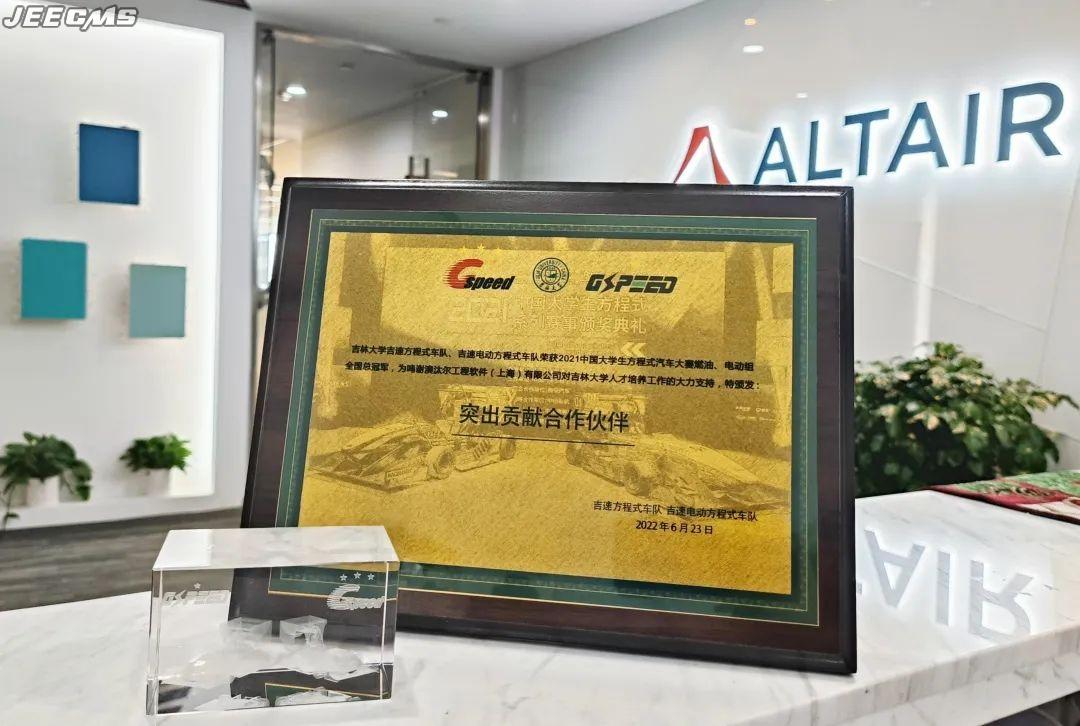 JEECMS
ALTAIR
Gspeed
GSPEED
2021中国大学生方程式
系列赛事颁奖典礼
吉林大学吉速方程式车队、吉速电动方程式车队荣获2021中国大学生方程式汽车大赛燃油、电动组
全国总冠军，为鸣谢澳汰尔工程软件（上海）有限公司对吉林大学人才培养工作的大力支持，特颁发：
突出贡献合作伙伴
吉速方程式车队 吉速电动方程式车队
2022年6月23日
GSPEED
Gspeed